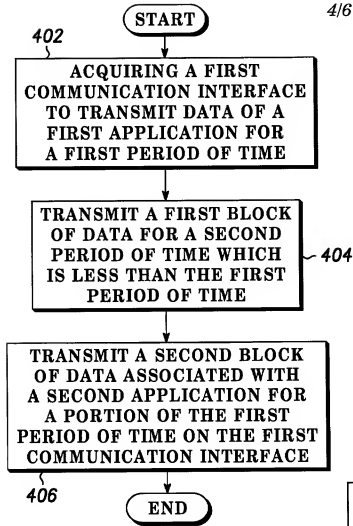 START
4/6
402
ACQUIRING A FIRST
COMMUNICATION INTERFACE
TO TRANSMIT DATA OF A
FIRST APPLICATION FOR
A FIRST PERIOD OF TIME
TRANSMIT A FIRST BLOCK
OF DATA FOR A SECOND
PERIOD OF TIME WHICH
IS LESS THAN THE FIRST
PERIOD OF TIME
404
TRANSMIT A SECOND BLOCK
OF DATA ASSOCIATED WITH
A SECOND APPLICATION FOR
A PORTION OF THE FIRST
PERIOD OF TIME ON THE FIRST
COMMUNICATION INTERFACE
406
END